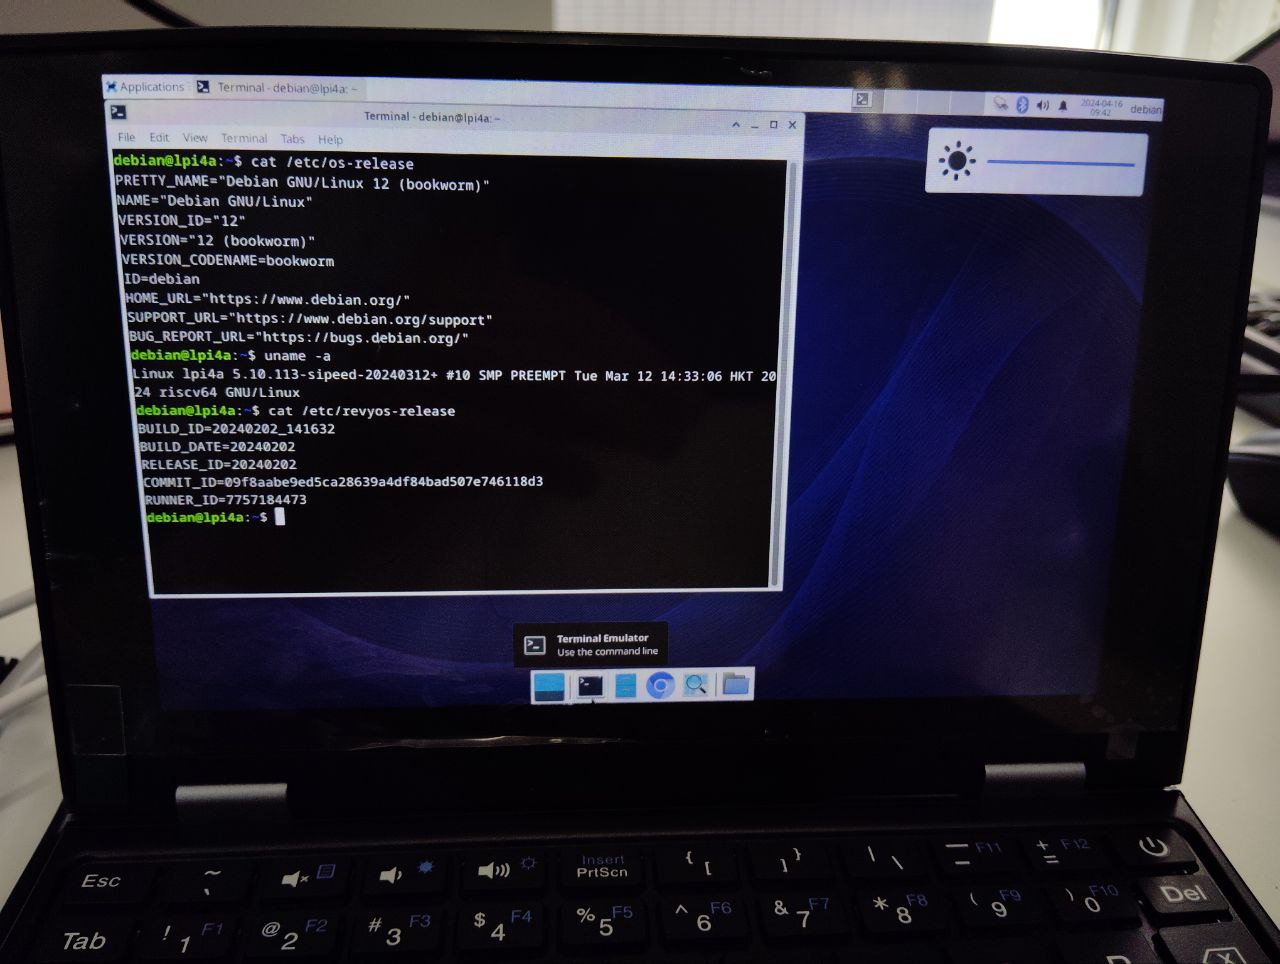 Applications Terminal - debian@lpi4a: ~ 2024-04-16 09:42 debian
Terminal - debian@lpi4a: ~
File Edit View Terminal Tabs Help
debian@lpi4a:~$ cat /etc/os-release
PRETTY_NAME="Debian GNU/Linux 12 (bookworm)"
NAME="Debian GNU/Linux"
VERSION_ID="12"
VERSION="12 (bookworm)"
VERSION_CODENAME=bookworm
ID=debian
HOME_URL="https://www.debian.org/"
SUPPORT_URL="https://www.debian.org/support"
BUG_REPORT_URL="https://bugs.debian.org/"
debian@lpi4a:~$ uname -a
Linux lpi4a 5.10.113-sipeed-20240312+ #10 SMP PREEMPT Tue Mar 12 14:33:06 HKT 20
24 riscv64 GNU/Linux
debian@lpi4a:~$ cat /etc/revyos-release
BUILD_ID=20240202_141632
BUILD_DATE=20240202
RELEASE_ID=20240202
COMMIT_ID=09f8aabe9ed5ca28639a4df84bad507e746118d3
RUNNER_ID=7757184473
debian@lpi4a:~$
Terminal Emulator
Use the command line
Esc ~ ` Insert PrtScn { [ } ] | \ — - F11 + = F12 Del
Tab ! 1 F1 @ 2 F2 # 3 F3 $ 4 F4 % 5 F5 ^ 6 F6 & 7 F7 * 8 F8 ( 9 F9 ) 0 F10